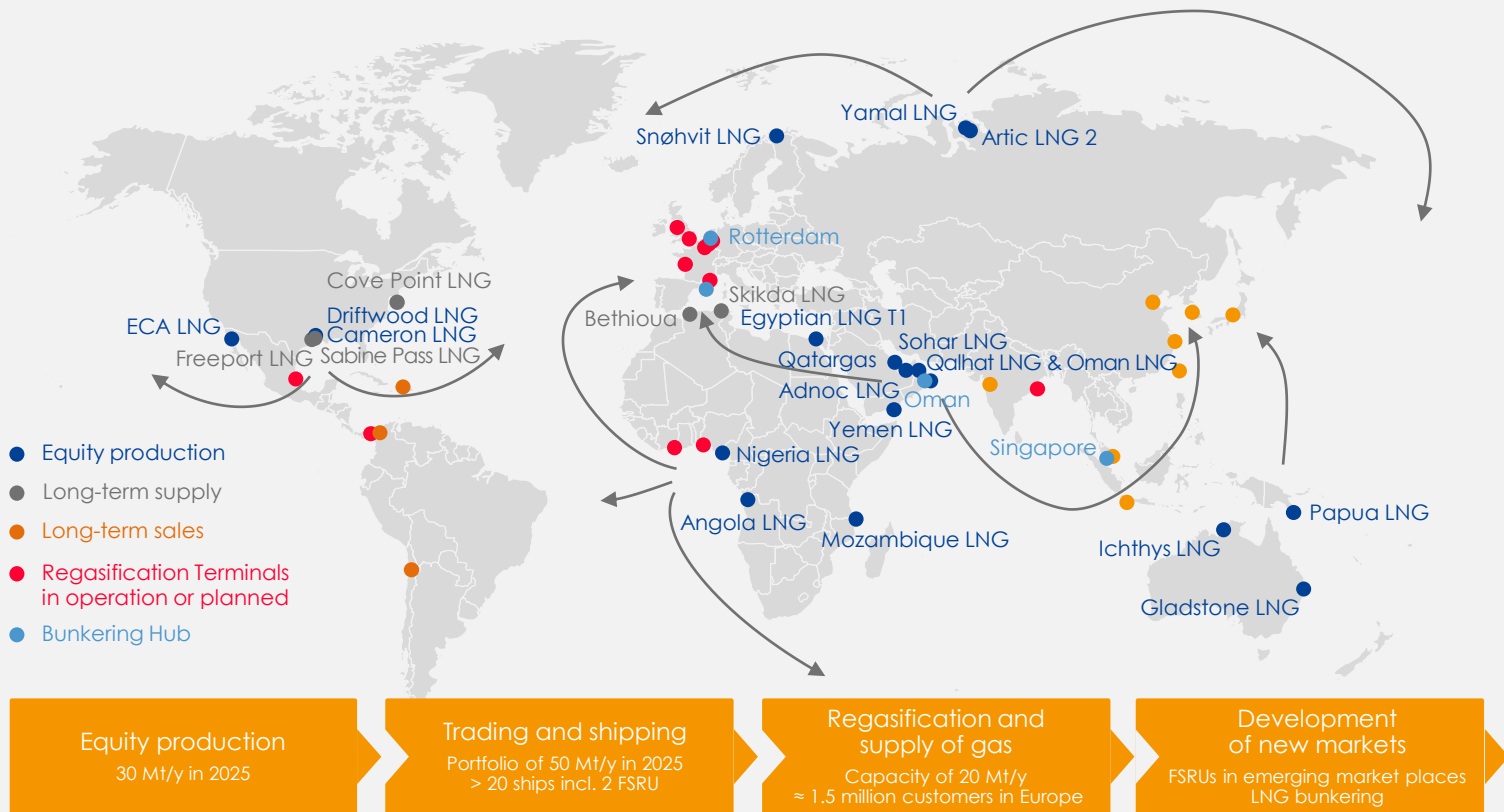 Yamal LNG
Snøhvit LNG
Artic LNG 2
Rotterdam
Cove Point LNG
Skikda LNG
Driftwood LNG
Bethioua
Egyptian LNG T1
ECA LNG
Cameron LNG
Sohar LNG
Freeport LNG
Sabine Pass LNG
Qatargas
Qalhat LNG & Oman LNG
Adnoc LNG
Oman
Yemen LNG
Singapore
Nigeria LNG
Angola LNG
Mozambique LNG
Papua LNG
Ichthys LNG
Gladstone LNG
Equity production
Long-term supply
Long-term sales
Regasification Terminals
in operation or planned
Bunkering Hub
Equity production
30 Mt/y in 2025
Trading and shipping
Portfolio of 50 Mt/y in 2025
> 20 ships incl. 2 FSRU
Regasification and
supply of gas
Capacity of 20 Mt/y
≈ 1.5 million customers in Europe
Development
of new markets
FSRUs in emerging market places
LNG bunkering